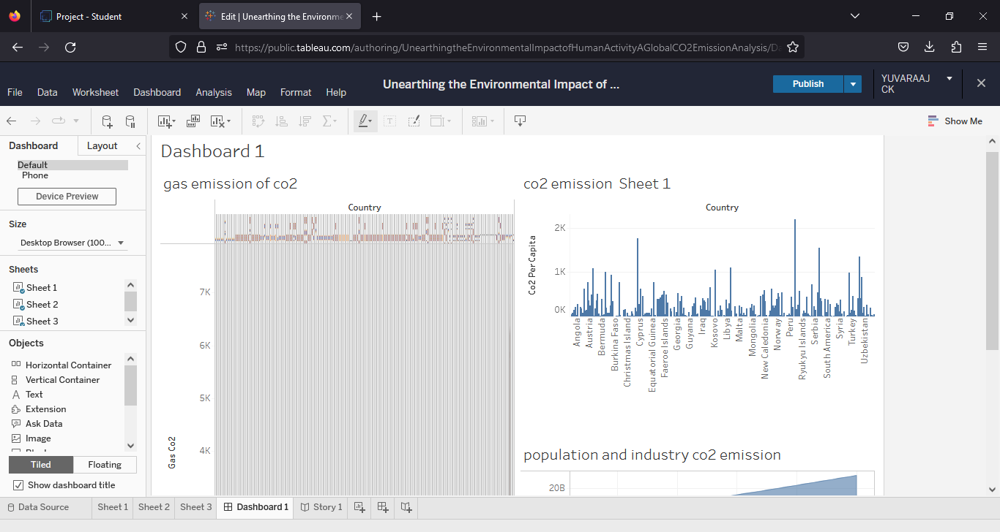 Project - Student
Edit | Unearthing the Environme
https://public.tableau.com/authoring/UnearthingtheEnvironmentalImpactofHumanActivityAGlobalCO2EmissionAnalysis/D
Unearthing the Environmental Impact of ...
Publish
YUVARAAJ
CK
File Data Worksheet Dashboard Analysis Map Format Help
Show Me
Dashboard Layout
Default
Phone
Device Preview
Size
Desktop Browser (100...
Sheets
Sheet 1
Sheet 2
Sheet 3
Objects
Horizontal Container
Vertical Container
Text
Extension
Ask Data
Image
Tiled Floating
Show dashboard title
Dashboard 1
gas emission of co2
Country
7K
6K
5K
4K
Gas Co2
co2 emission Sheet 1
Country
Co2 Per Capita
2K
1K
0K
Angola
Austria
Bermuda
Burkina Faso
Christmas Island
Cyprus
Equatorial Guinea
Faeroe Islands
Georgia
Guyana
Iraq
Kosovo
Libya
Malta
Mongolia
New Caledonia
Norway
Peru
Ryukyu Islands
Serbia
South America
Syria
Turkey
Uzbekistan
population and industry co2 emission
20B
Data Source Sheet 1 Sheet 2 Sheet 3 Dashboard 1 Story 1